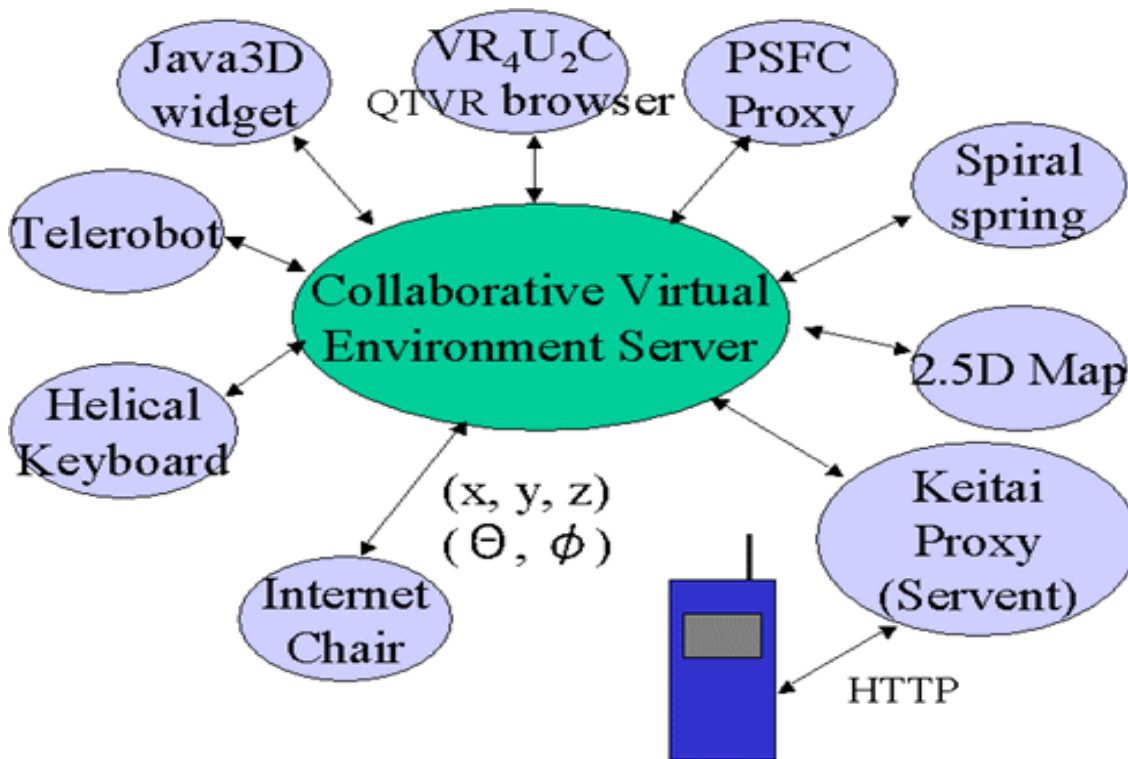 Java3D
widget
VR₄U₂C
QTVR browser
PSFC
Proxy
Spiral
spring
Telerobot
Collaborative Virtual
Environment Server
2.5D Map
Helical
Keyboard
(x, y, z)
(Θ, ϕ)
Keitai
Proxy
(Servent)
Internet
Chair
HTTP